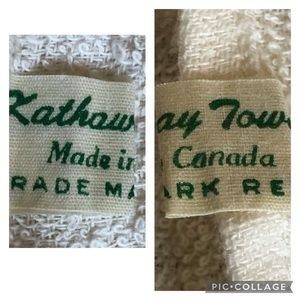 Kathaw
Made in
RADE MA
ay Tow
Canada
ARK RE
PIC•COLLAGE